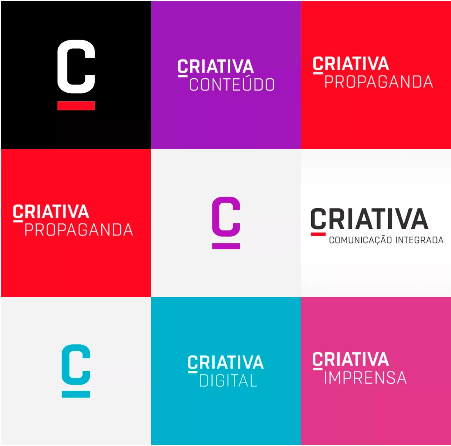 C
CRIATIVA
CONTEÚDO
CRIATIVA
PROPAGANDA
CRIATIVA
PROPAGANDA
C
CRIATIVA
COMUNICAÇÃO INTEGRADA
C
CRIATIVA
DIGITAL
CRIATIVA
IMPRENSA